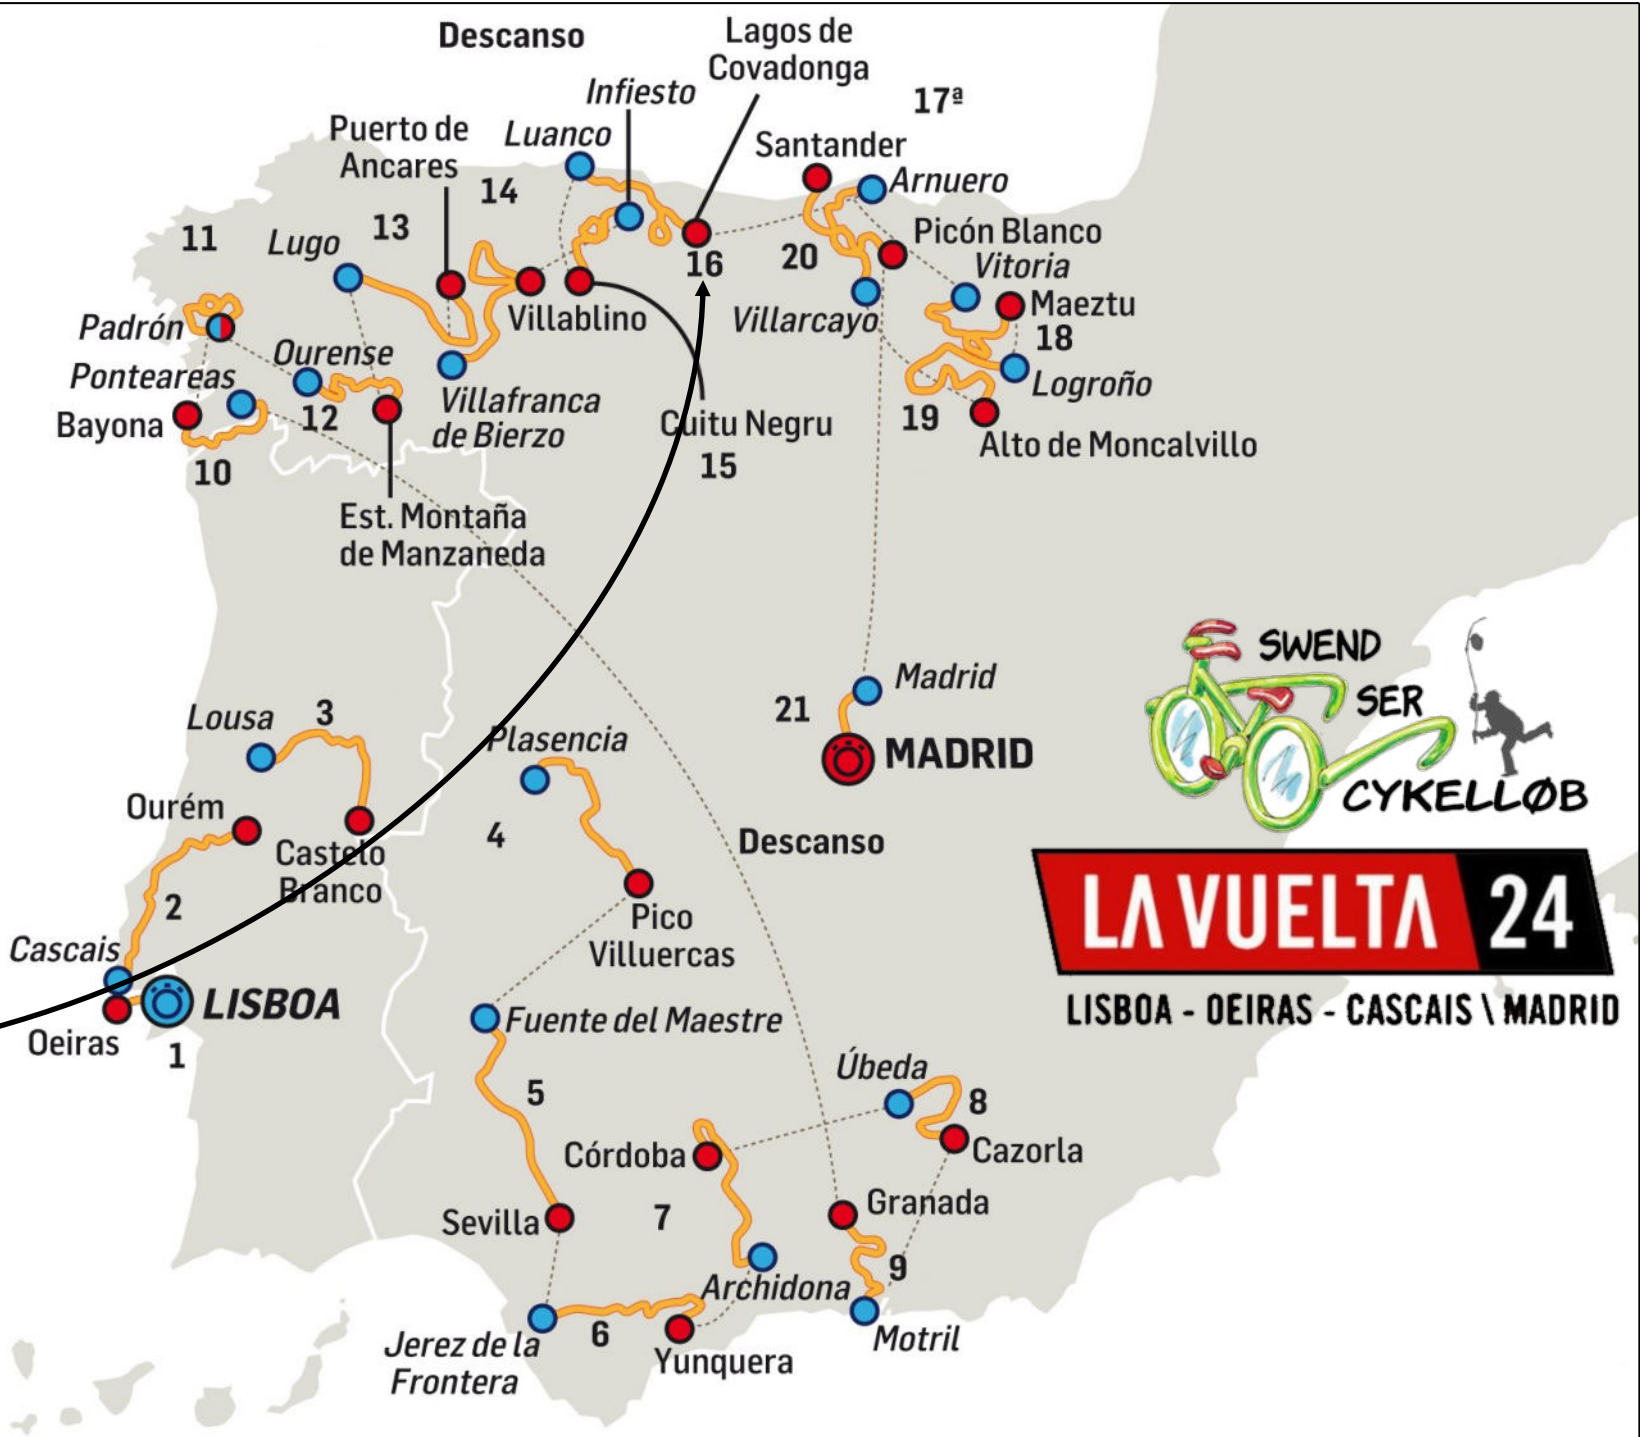 Descanso
Lagos de
Covadonga
Infiesto
17ª
Puerto de
Ancares
Luanco
Santander
14
Arnuero
13
11
Lugo
Picón Blanco
20
16
Vitoria
Padrón
Villablino
Villarcayo
Maeztu
18
Ourense
Ponteareas
Logroño
Bayona
12
Villafranca
de Bierzo
Cuitu Negru
15
19
Alto de Moncalvillo
10
Est. Montaña
de Manzaneda
SWEND
SER
CYKELLØB
Madrid
21
MADRID
Lousa
3
Plasencia
Ourém
4
Descanso
Castelo
Branco
2
LA VUELTA 24
Pico
Villuercas
Cascais
LISBOA
LISBOA - OEIRAS - CASCAIS \ MADRID
Oeiras
1
Fuente del Maestre
5
Úbeda
8
Córdoba
Cazorla
Sevilla
7
Granada
9
Archidona
Jerez de la
Frontera
6
Yunquera
Motril